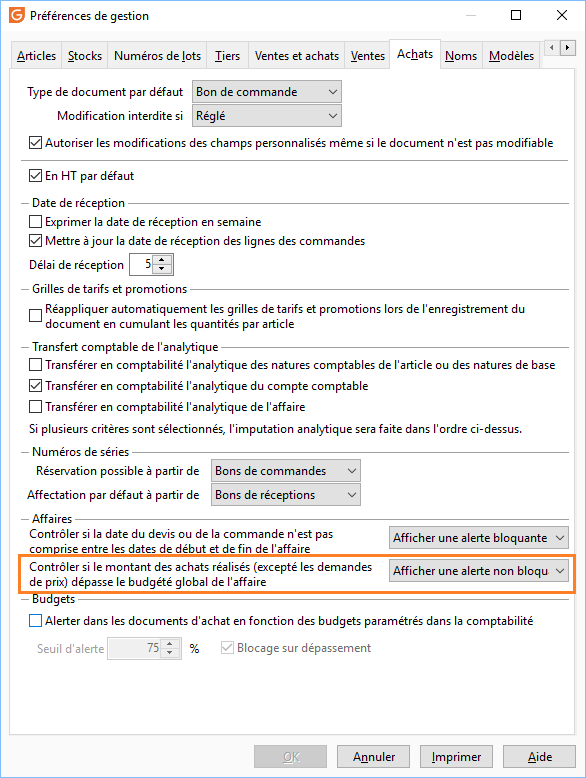 Préférences de gestion
Articles Stocks Numéros de lots Tiers Ventes et achats Ventes Achats Noms Modèles
Type de document par défaut Bon de commande
Modification interdite si Réglé
Autoriser les modifications des champs personnalisés même si le document n'est pas modifiable
En HT par défaut
Date de réception
Exprimer la date de réception en semaine
Mettre à jour la date de réception des lignes des commandes
Délai de réception 5
Grilles de tarifs et promotions
Réappliquer automatiquement les grilles de tarifs et promotions lors de l'enregistrement du
document en cumulant les quantités par article
Transfert comptable de l'analytique
Transférer en comptabilité l'analytique des natures comptables de l'article ou des natures de base
Transférer en comptabilité l'analytique du compte comptable
Transférer en comptabilité l'analytique de l'affaire
Si plusieurs critères sont sélectionnés, l'imputation analytique sera faite dans l'ordre ci-dessus.
Numéros de séries
Réservation possible à partir de Bons de commandes
Affectation par défaut à partir de Bons de réceptions
Affaires
Contrôler si la date du devis ou de la commande n'est pas
comprise entre les dates de début et de fin de l'affaire
Afficher une alerte bloquante
Contrôler si le montant des achats réalisés (excepté les demandes
de prix) dépasse le budgété global de l'affaire
Afficher une alerte non bloqua
Budgets
Alerter dans les documents d'achat en fonction des budgets paramétrés dans la comptabilité
Seuil d'alerte 75 % Blocage sur dépassement
OK Annuler Imprimer Aide